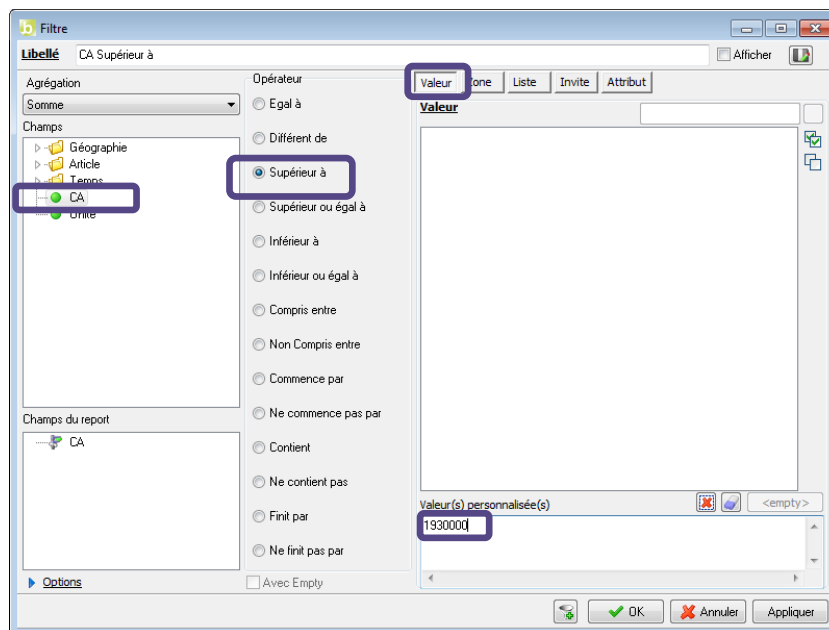 Filtre
Libellé CA Supérieur à Afficher
Agrégation
Somme
Champs
Géographie
Article
Temps
CA
Unité
Champs du report
CA
Options
Opérateur
Egal à
Différent de
Supérieur à
Supérieur ou égal à
Inférieur à
Inférieur ou égal à
Compris entre
Non Compris entre
Commence par
Ne commence pas par
Contient
Ne contient pas
Finit par
Ne finit pas par
Avec Empty
Valeur Zone Liste Invite Attribut
Valeur
Valeur(s) personnalisée(s) <empty>
1930000
OK Annuler Appliquer